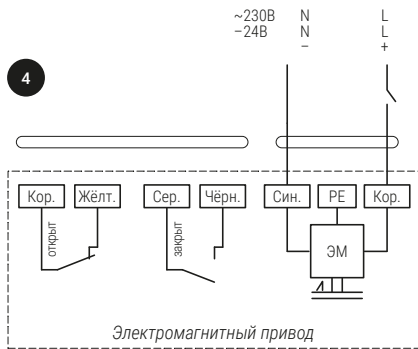 ~230В N L
−24В N L
− +
4
Кор. Жёлт. Сер. Чёрн. Син. PE Кор.
открыт
закрыт
ЭМ
Электромагнитный привод